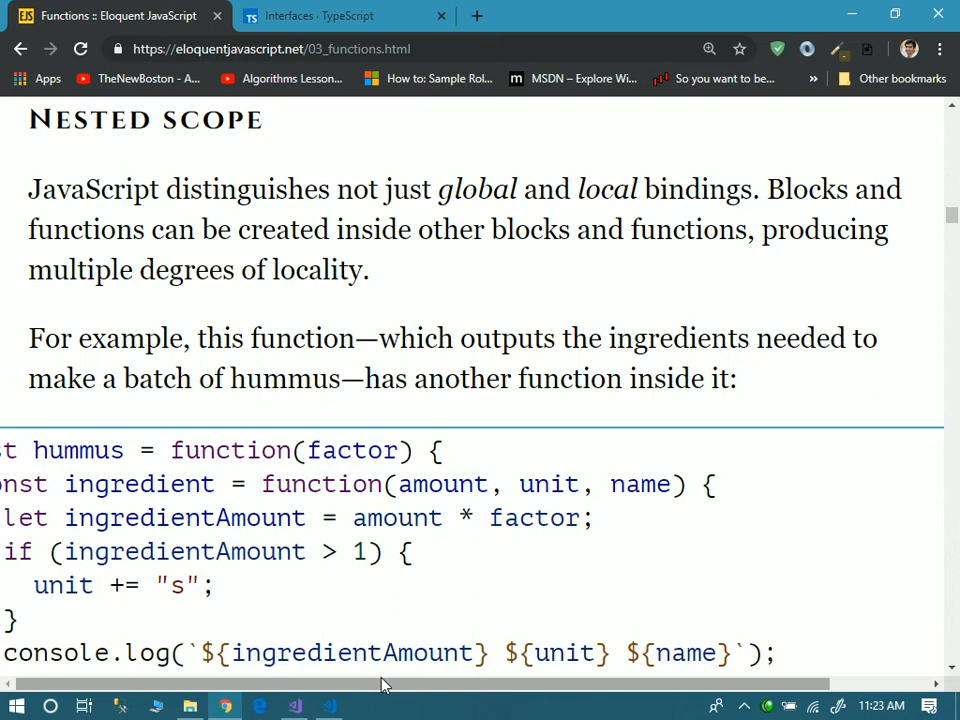 EJS Functions :: Eloquent JavaScript
TS Interfaces · TypeScript
https://eloquentjavascript.net/03_functions.html
Apps TheNewBoston - A... Algorithms Lesson... How to: Sample Rol... m MSDN – Explore Wi... So you want to be... » Other bookmarks
NESTED SCOPE
JavaScript distinguishes not just global and local bindings. Blocks and
functions can be created inside other blocks and functions, producing
multiple degrees of locality.
For example, this function—which outputs the ingredients needed to
make a batch of hummus—has another function inside it:
st hummus = function(factor) {
onst ingredient = function(amount, unit, name) {
let ingredientAmount = amount * factor;
if (ingredientAmount > 1) {
unit += "s";
}
console.log(`${ingredientAmount} ${unit} ${name}`);
11:23 AM